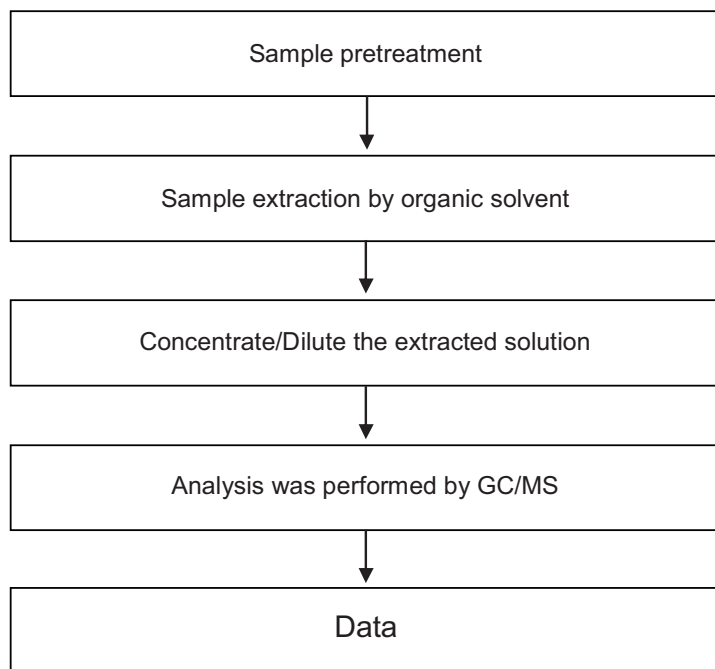 Sample pretreatment
Sample extraction by organic solvent
Concentrate/Dilute the extracted solution
Analysis was performed by GC/MS
Data